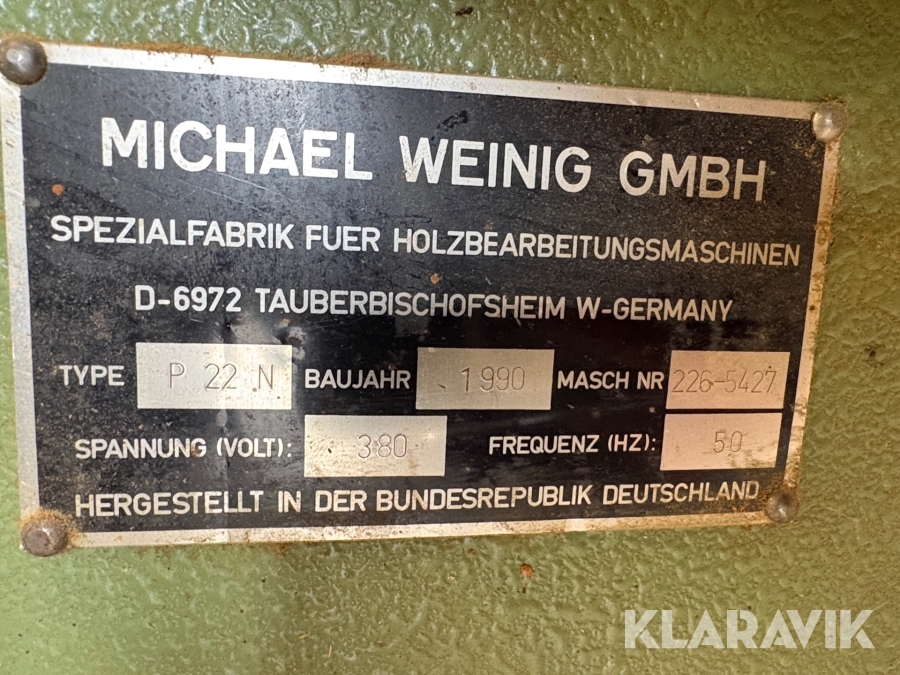 MICHAEL WEINIG GMBH
SPEZIALFABRIK FUER HOLZBEARBEITUNGSMASCHINEN
D-6972 TAUBERBISCHOFSHEIM W-GERMANY
TYPE P 22 N BAUJAHR 1990 MASCH NR 226-5427
SPANNUNG (VOLT): 380 FREQUENZ (HZ): 50
HERGESTELLT IN DER BUNDESREPUBLIK DEUTSCHLAND
KLARAVIK